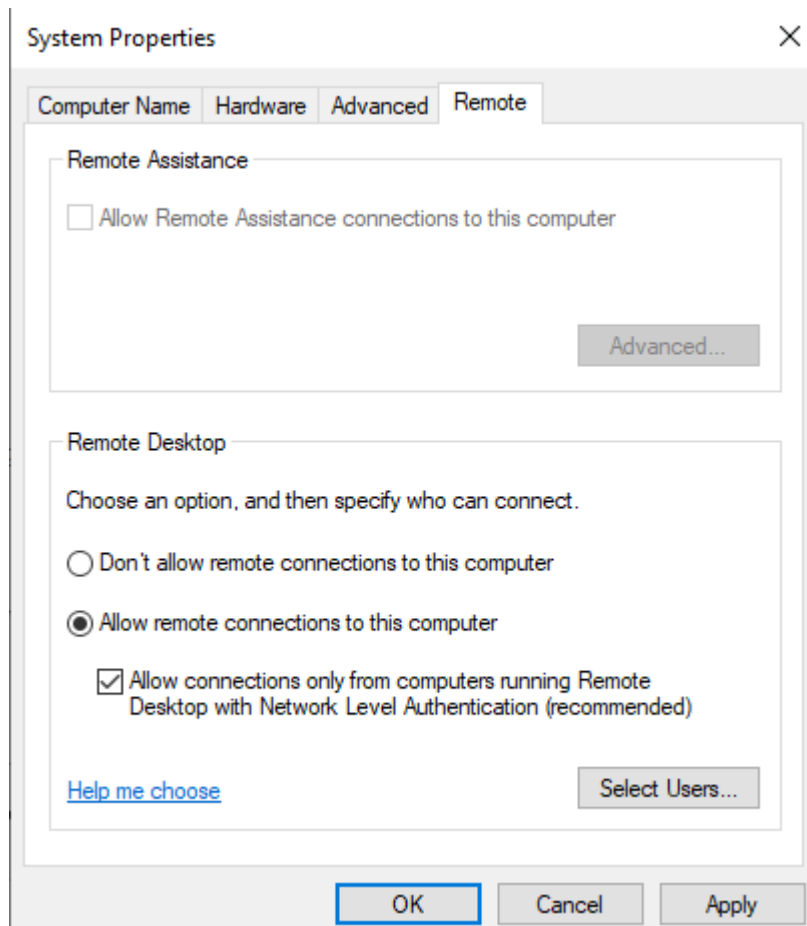 System Properties
Computer Name Hardware Advanced Remote
Remote Assistance
Allow Remote Assistance connections to this computer
Advanced...
Remote Desktop
Choose an option, and then specify who can connect.
Don't allow remote connections to this computer
Allow remote connections to this computer
Allow connections only from computers running Remote
Desktop with Network Level Authentication (recommended)
Help me choose Select Users...
OK Cancel Apply